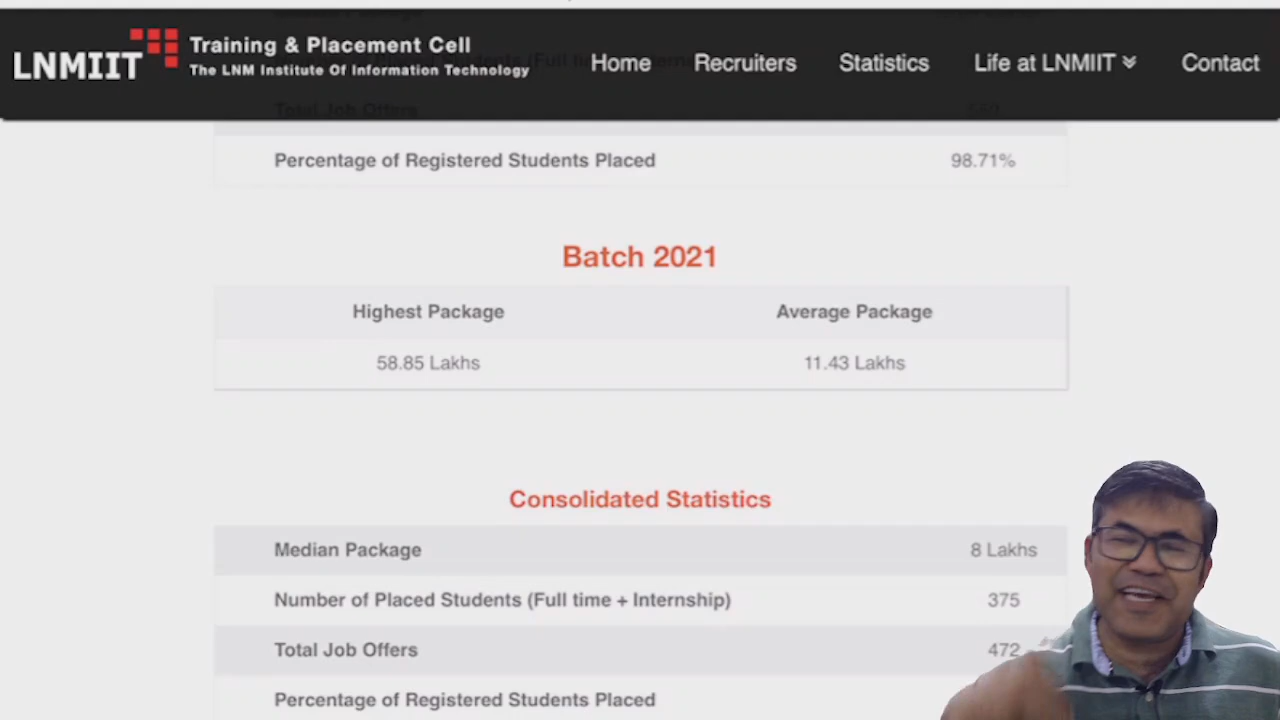 LNMIIT
Training & Placement Cell
The LNM Institute Of Information Technology
Home Recruiters Statistics Life at LNMIIT Contact
Total Job Offers
Percentage of Registered Students Placed 98.71%
Batch 2021
Highest Package Average Package
58.85 Lakhs 11.43 Lakhs
Consolidated Statistics
Median Package 8 Lakhs
Number of Placed Students (Full time + Internship) 375
Total Job Offers 472
Percentage of Registered Students Placed